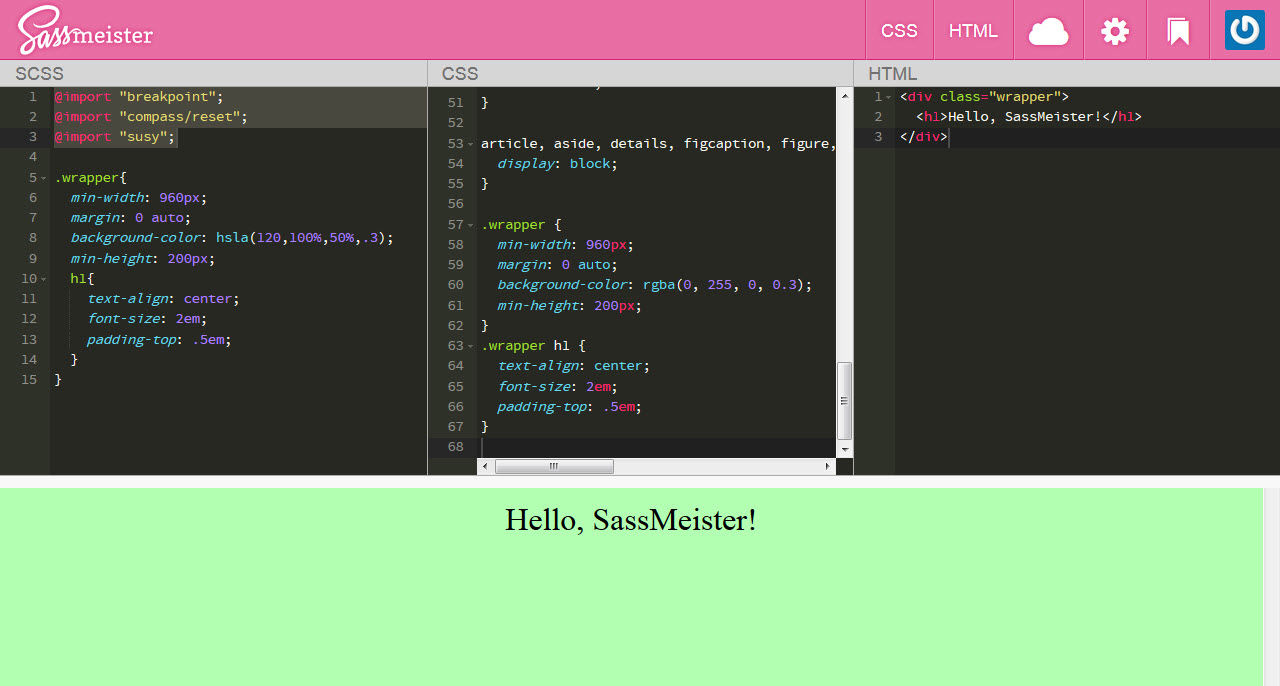 Sassmeister
CSS
HTML
SCSS
1 @import "breakpoint";
2 @import "compass/reset";
3 @import "susy";
4
5 .wrapper{
6 min-width: 960px;
7 margin: 0 auto;
8 background-color: hsla(120,100%,50%,.3);
9 min-height: 200px;
10 h1{
11 text-align: center;
12 font-size: 2em;
13 padding-top: .5em;
14 }
15 }
CSS
51 }
52
53 article, aside, details, figcaption, figure,
54 display: block;
55 }
56
57 .wrapper {
58 min-width: 960px;
59 margin: 0 auto;
60 background-color: rgba(0, 255, 0, 0.3);
61 min-height: 200px;
62 }
63 .wrapper h1 {
64 text-align: center;
65 font-size: 2em;
66 padding-top: .5em;
67 }
68
HTML
1 <div class="wrapper">
2 <h1>Hello, SassMeister!</h1>
3 </div>
Hello, SassMeister!